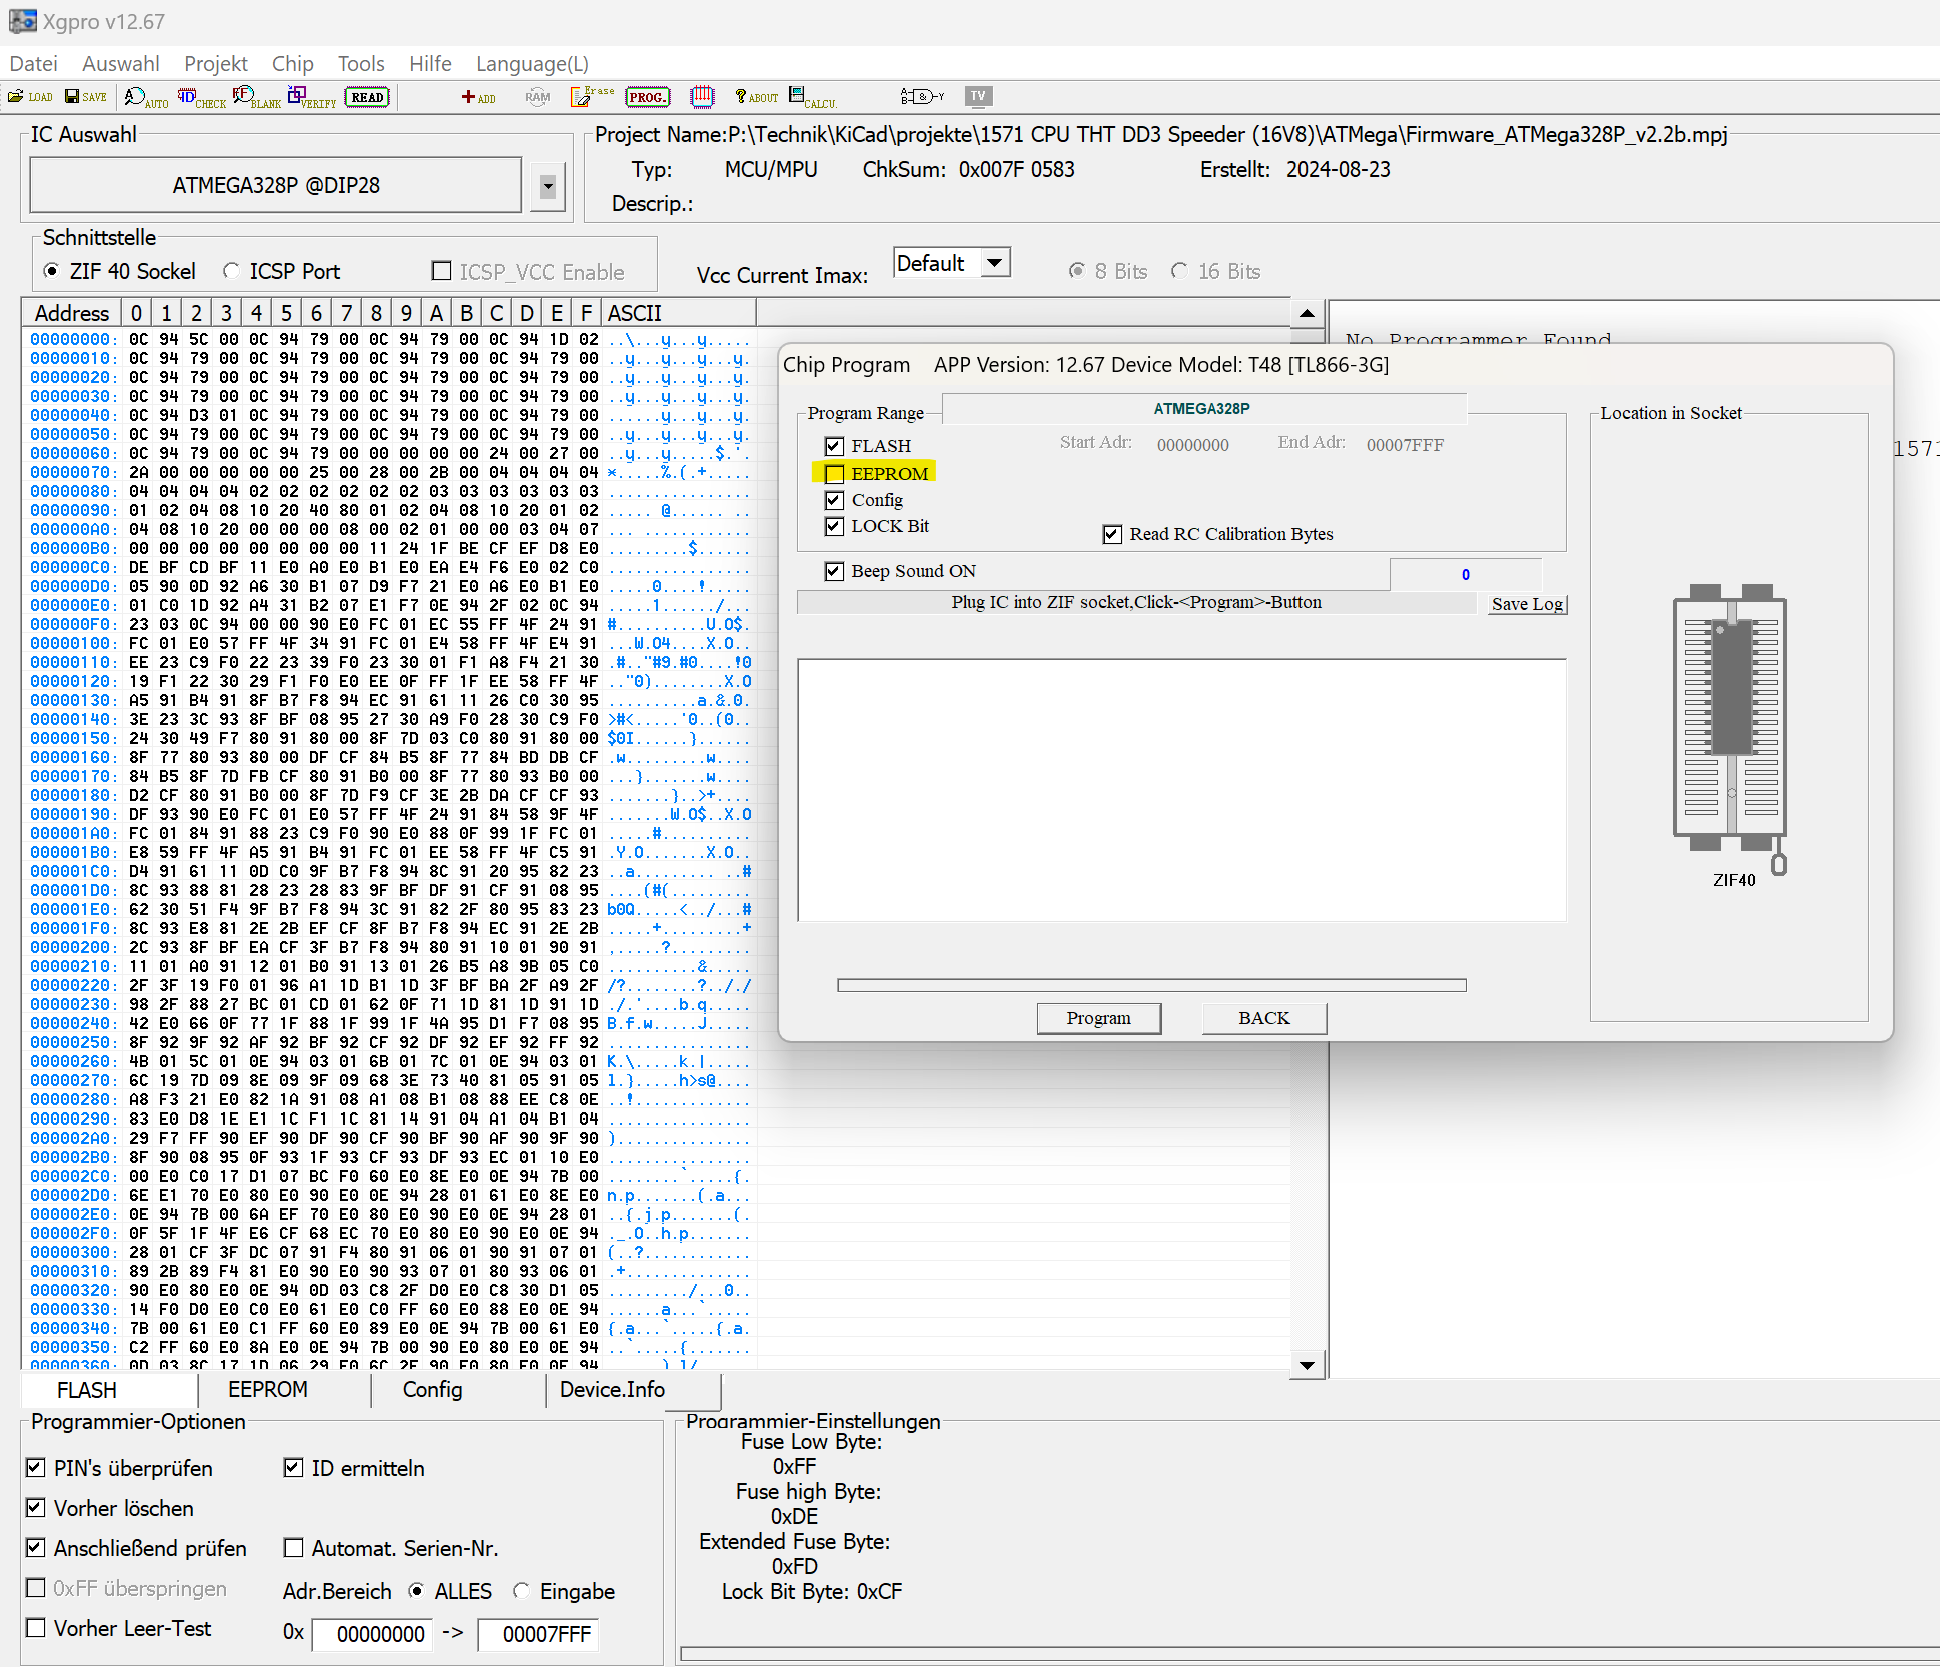 Xgpro v12.67
Datei Auswahl Projekt Chip Tools Hilfe Language(L)
LOAD SAVE AUTO CHECK BLANK VERIFY READ ADD RAM Erase PROG. ABOUT CALCU. TV
IC Auswahl
ATMEGA328P @DIP28
Project Name:P:\Technik\KiCad\projekte\1571 CPU THT DD3 Speeder (16V8)\ATMega\Firmware_ATMega328P_v2.2b.mpj
Typ: MCU/MPU ChkSum: 0x007F 0583 Erstellt: 2024-08-23
Descrip.:
Schnittstelle
ZIF 40 Sockel ICSP Port ICSP_VCC Enable
Vcc Current Imax: Default 8 Bits 16 Bits
Address 0 1 2 3 4 5 6 7 8 9 A B C D E F ASCII
00000000: 0C 94 5C 00 0C 94 79 00 0C 94 79 00 0C 94 1D 02
00000010: 0C 94 79 00 0C 94 79 00 0C 94 79 00 0C 94 79 00
00000020: 0C 94 79 00 0C 94 79 00 0C 94 79 00 0C 94 79 00
00000030: 0C 94 79 00 0C 94 79 00 0C 94 79 00 0C 94 79 00
00000040: 0C 94 D3 01 0C 94 79 00 0C 94 79 00 0C 94 79 00
00000050: 0C 94 79 00 0C 94 79 00 0C 94 79 00 0C 94 79 00
00000060: 0C 94 79 00 0C 94 79 00 00 00 00 00 24 00 27 00
00000070: 2A 00 00 00 00 00 25 00 28 00 2B 00 04 04 04 04
00000080: 04 04 04 04 02 02 02 02 02 02 03 03 03 03 03 03
00000090: 01 02 04 08 10 20 40 80 01 02 04 08 10 20 01 02
000000A0: 04 08 10 20 00 00 00 08 00 02 01 00 00 03 04 07
000000B0: 00 00 00 00 00 00 00 00 11 24 1F BE CF EF D8 E0
000000C0: DE BF CD BF 11 E0 A0 E0 B1 E0 EA E4 F6 E0 02 C0
000000D0: 05 90 0D 92 A6 30 B1 07 D9 F7 21 E0 A6 E0 B1 E0
000000E0: 01 C0 1D 92 A4 31 B2 07 E1 F7 0E 94 2F 02 0C 94
000000F0: 23 03 0C 94 00 00 90 E0 FC 01 EC 55 FF 4F 24 91
00000100: FC 01 E0 57 FF 4F 34 91 FC 01 E4 58 FF 4F E4 91
00000110: EE 23 C9 F0 22 23 39 F0 23 30 01 F1 A8 F4 21 30
00000120: 19 F1 22 30 29 F1 F0 E0 EE 0F FF 1F EE 58 FF 4F
00000130: A5 91 B4 91 8F B7 F8 94 EC 91 61 11 26 C0 30 95
00000140: 3E 23 3C 93 8F BF 08 95 27 30 A9 F0 28 30 C9 F0
00000150: 24 30 49 F7 80 91 80 00 8F 7D 03 C0 80 91 80 00
00000160: 8F 77 80 93 80 00 DF CF 84 B5 8F 77 84 BD DB CF
00000170: 84 B5 8F 7D FB CF 80 91 B0 00 8F 77 80 93 B0 00
00000180: D2 CF 80 91 B0 00 8F 7D F9 CF 3E 2B DA CF CF 93
00000190: DF 93 90 E0 FC 01 E0 57 FF 4F 24 91 84 58 9F 4F
000001A0: FC 01 84 91 88 23 C9 F0 90 E0 88 0F 99 1F FC 01
000001B0: E8 59 FF 4F A5 91 B4 91 FC 01 EE 58 FF 4F C5 91
000001C0: D4 91 61 11 0D C0 9F B7 F8 94 8C 91 20 95 82 23
000001D0: 8C 93 88 81 28 23 28 83 9F BF DF 91 CF 91 08 95
000001E0: 62 30 51 F4 9F B7 F8 94 3C 91 82 2F 80 95 83 23
000001F0: 8C 93 E8 81 2E 2B EF CF 8F B7 F8 94 EC 91 2E 2B
00000200: 2C 93 8F BF EA CF 3F B7 F8 94 80 91 10 01 90 91
00000210: 11 01 A0 91 12 01 B0 91 13 01 26 B5 A8 9B 05 C0
00000220: 2F 3F 19 F0 01 96 A1 1D B1 1D 3F BF BA 2F A9 2F
00000230: 98 2F 88 27 BC 01 CD 01 62 0F 71 1D 81 1D 91 1D
00000240: 42 E0 66 0F 77 1F 88 1F 99 1F 4A 95 D1 F7 08 95
00000250: 8F 92 9F 92 AF 92 BF 92 CF 92 DF 92 EF 92 FF 92
00000260: 4B 01 5C 01 0E 94 03 01 6B 01 7C 01 0E 94 03 01
00000270: 6C 19 7D 09 8E 09 9F 09 68 3E 73 40 81 05 91 05
00000280: A8 F3 21 E0 82 1A 91 08 A1 08 B1 08 88 EE C8 0E
00000290: 83 E0 D8 1E E1 1C F1 1C 81 14 91 04 A1 04 B1 04
000002A0: 29 F7 FF 90 EF 90 DF 90 CF 90 BF 90 AF 90 9F 90
000002B0: 8F 90 08 95 0F 93 1F 93 CF 93 DF 93 EC 01 10 E0
000002C0: 00 E0 C0 17 D1 07 BC F0 60 E0 8E E0 0E 94 7B 00
000002D0: 6E E1 70 E0 80 E0 90 E0 0E 94 28 01 61 E0 8E E0
000002E0: 0E 94 7B 00 6A EF 70 E0 80 E0 90 E0 0E 94 28 01
000002F0: 0F 5F 1F 4F E6 CF 68 EC 70 E0 80 E0 90 E0 0E 94
00000300: 28 01 CF 3F DC 07 91 F4 80 91 06 01 90 91 07 01
00000310: 89 2B 89 F4 81 E0 90 E0 90 93 07 01 80 93 06 01
00000320: 90 E0 80 E0 0E 94 0D 03 C8 2F D0 E0 C8 30 D1 05
00000330: 14 F0 D0 E0 C0 E0 61 E0 C0 FF 60 E0 88 E0 0E 94
00000340: 7B 00 61 E0 C1 FF 60 E0 89 E0 0E 94 7B 00 61 E0
00000350: C2 FF 60 E0 8A E0 0E 94 7B 00 90 E0 80 E0 0E 94
00000360: 0D 03 8C 17 1D 06 29 F0 6C 2F 90 E0 80 E0 0E 94
FLASH EEPROM Config Device.Info
No Programmer Found
1571
Chip Program APP Version: 12.67 Device Model: T48 [TL866-3G]
Program Range
ATMEGA328P
FLASH Start Adr: 00000000 End Adr: 00007FFF
EEPROM
Config
LOCK Bit
Read RC Calibration Bytes
Beep Sound ON
0
Plug IC into ZIF socket,Click-<Program>-Button
Save Log
Program BACK
Location in Socket
ZIF40
Programmier-Optionen
PIN's überprüfen ID ermitteln
Vorher löschen
Anschließend prüfen Automat. Serien-Nr.
0xFF überspringen Adr.Bereich ALLES Eingabe
Vorher Leer-Test 0x 00000000 -> 00007FFF
Programmier-Einstellungen
Fuse Low Byte:
0xFF
Fuse high Byte:
0xDE
Extended Fuse Byte:
0xFD
Lock Bit Byte: 0xCF